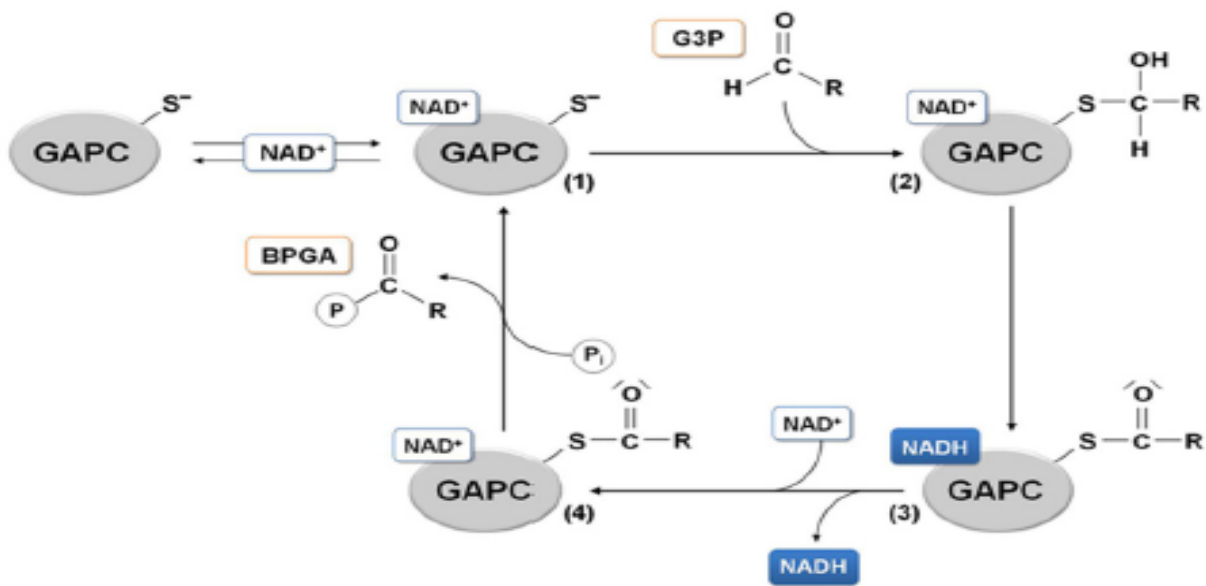 G3P
O
H C R
OH
S C R
H
NAD⁺
GAPC
(2)
S⁻
GAPC
NAD⁺
NAD⁺
S⁻
GAPC
(1)
BPGA
O
P C R
Pᵢ
O
S C R
NAD⁺
GAPC
(4)
NAD⁺
NADH
O
S C R
NADH
GAPC
(3)